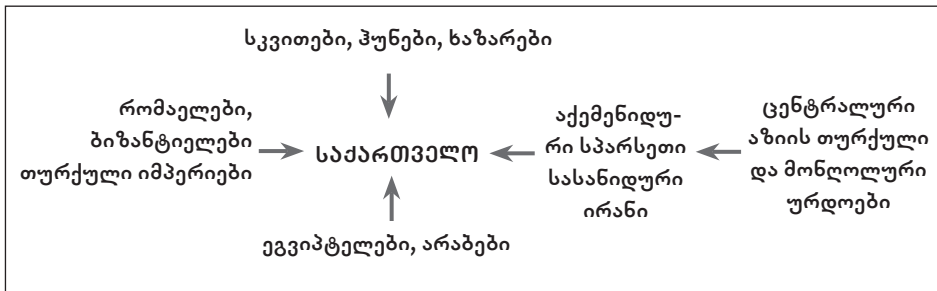 სკვითები, ჰუნები, ხაზარები
რომაელები,
ბიზანტიელები
თურქული იმპერიები
ᲡᲐᲥᲐᲠᲗᲕᲔᲚᲝ
აქემენიდუ-
რი სპარსეთი
სასანიდური
ირანი
ცენტრალური
აზიის თურქული
და მონღოლური
ურდოები
ეგვიპტელები, არაბები